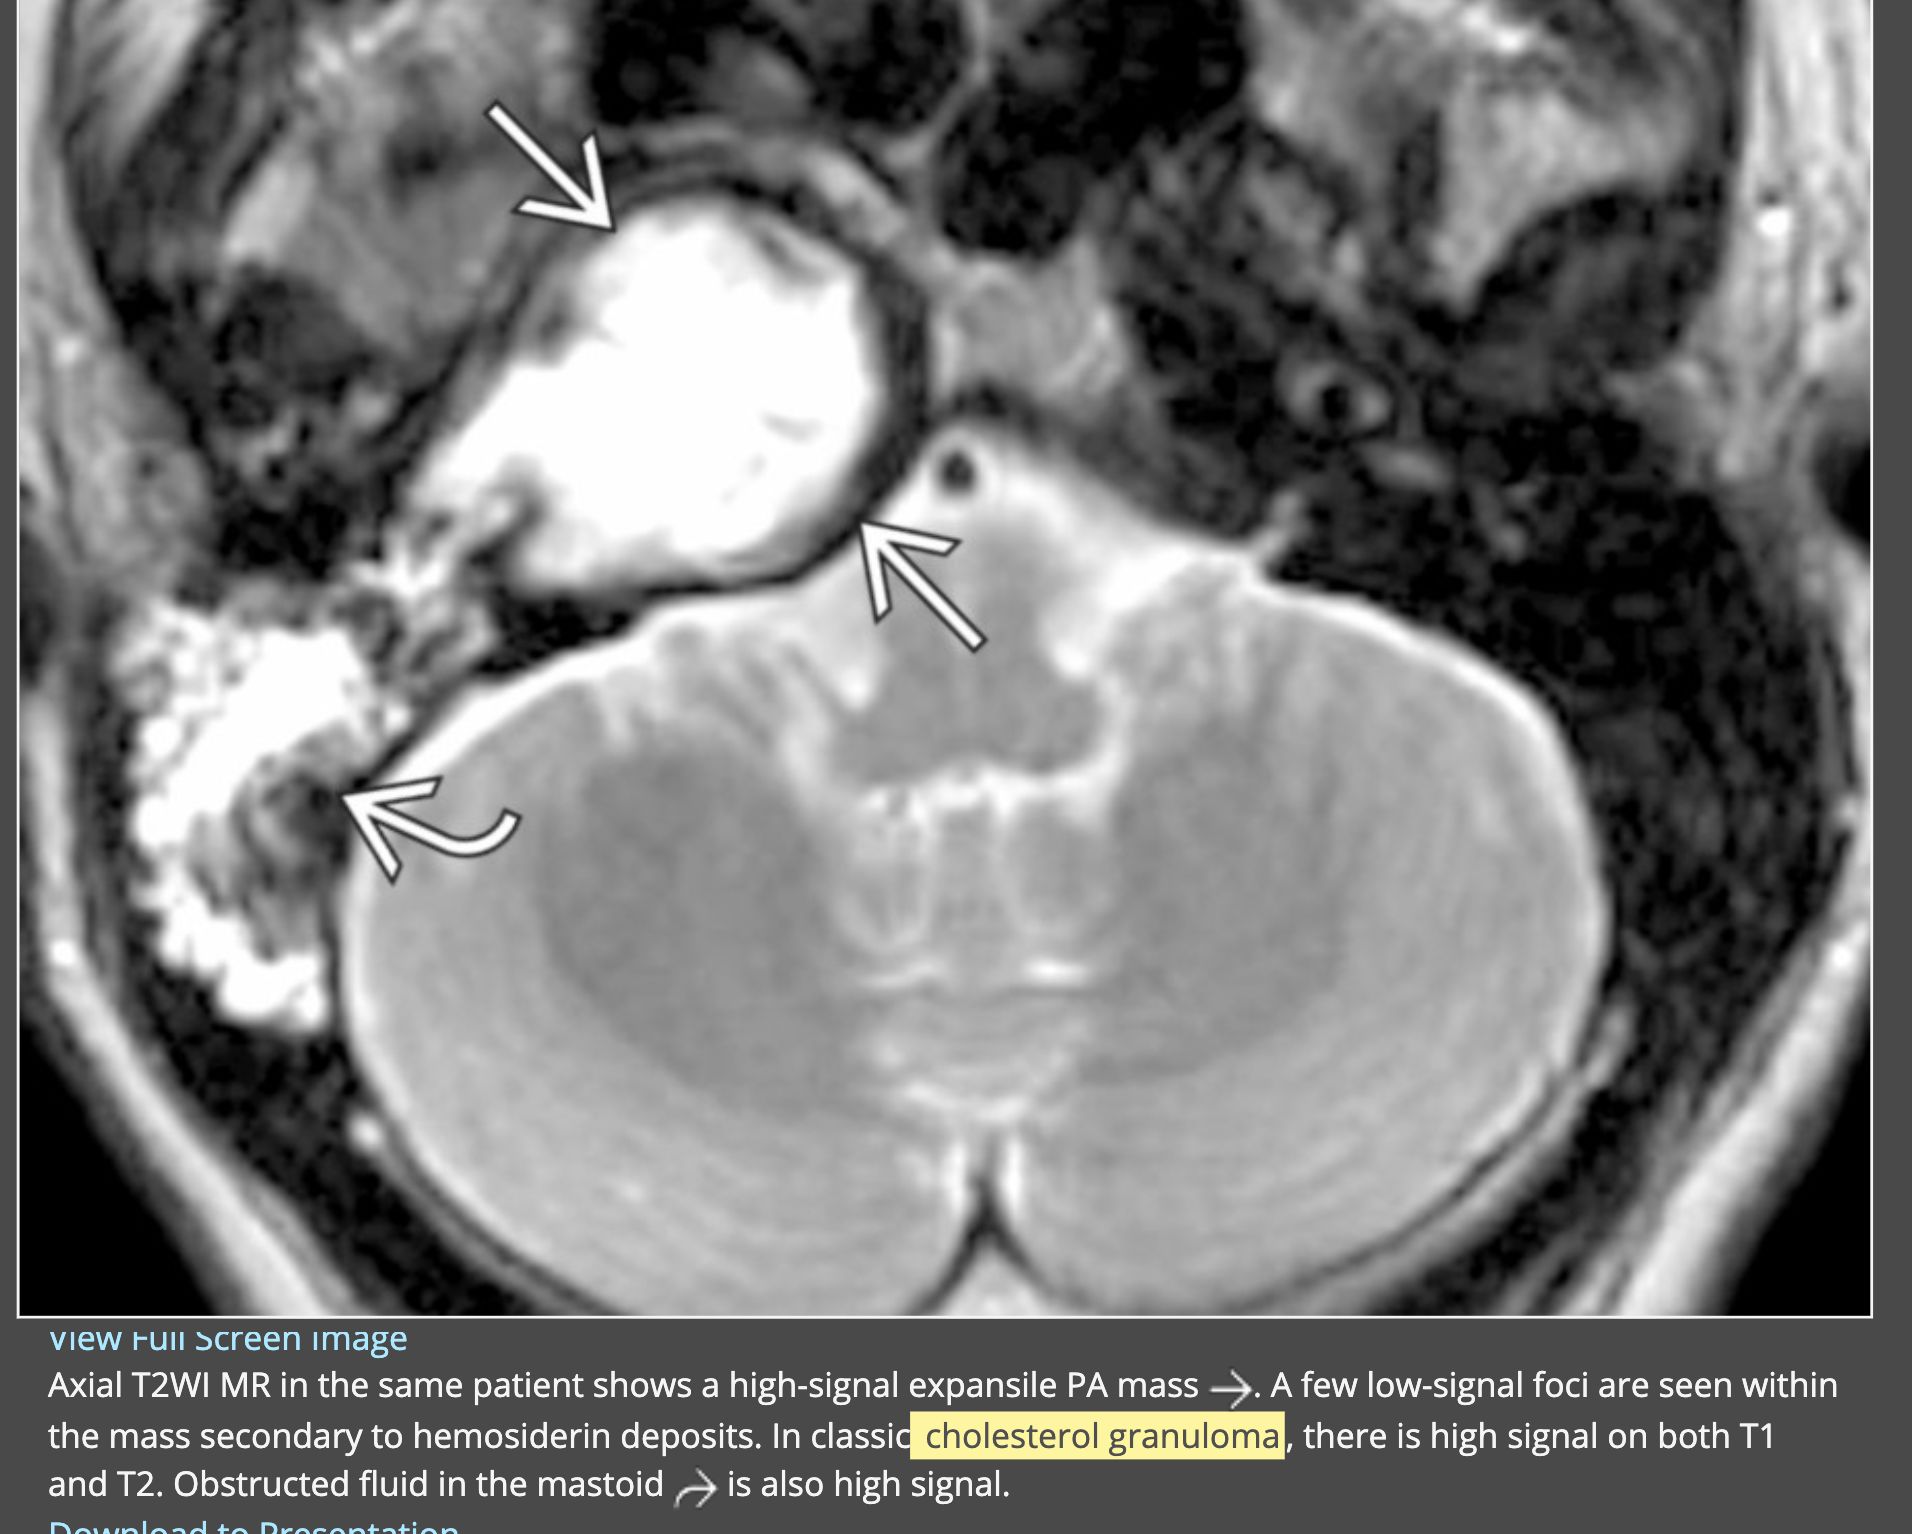 View Full Screen Image
Axial T2WI MR in the same patient shows a high-signal expansile PA mass . A few low-signal foci are seen within
the mass secondary to hemosiderin deposits. In classic cholesterol granuloma, there is high signal on both T1
and T2. Obstructed fluid in the mastoid is also high signal.
Download to Presentation